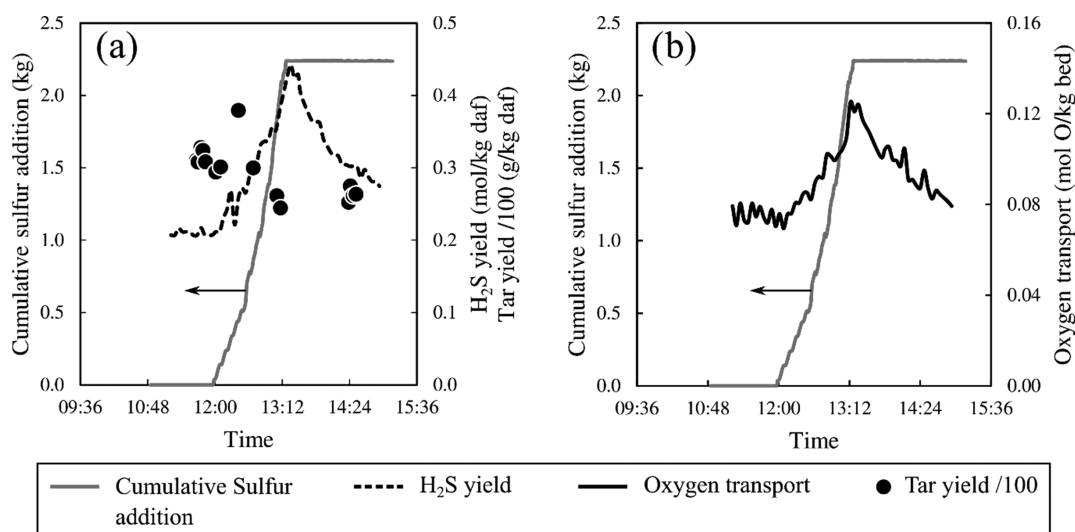 (a)
Cumulative sulfur addition (kg)
2.5
2.0
1.5
1.0
0.5
0.0
0.5
0.4
0.3
0.2
0.1
0.0
H₂S yield (mol/kg daf)
Tar yield /100 (g/kg daf)
09:36 10:48 12:00 13:12 14:24 15:36
Time
(b)
Cumulative sulfur addition (kg)
2.5
2.0
1.5
1.0
0.5
0.0
0.16
0.12
0.08
0.04
0.00
Oxygen transport (mol O/kg bed)
09:36 10:48 12:00 13:12 14:24 15:36
Time
Cumulative Sulfur
addition
H₂S yield
Oxygen transport
Tar yield /100